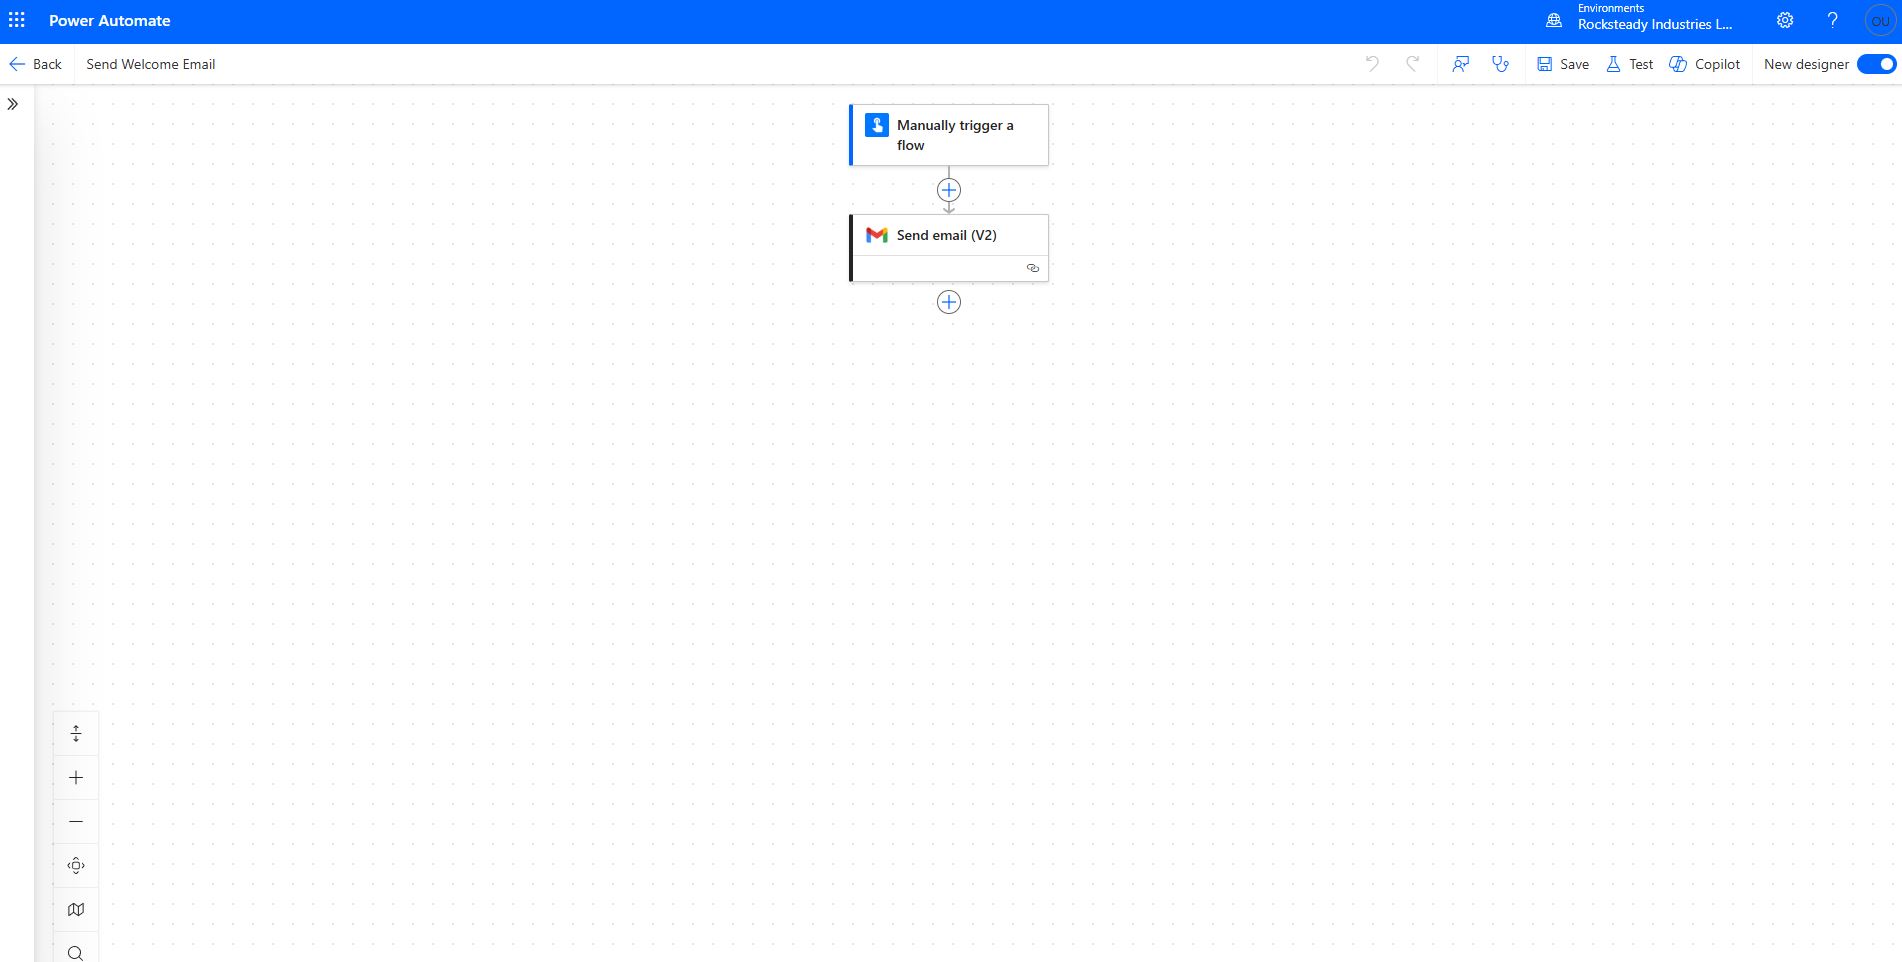 Power Automate
Environments
Rocksteady Industries L...
?
OU
Back
Send Welcome Email
Save
Test
Copilot
New designer
Manually trigger a
flow
Send email (V2)